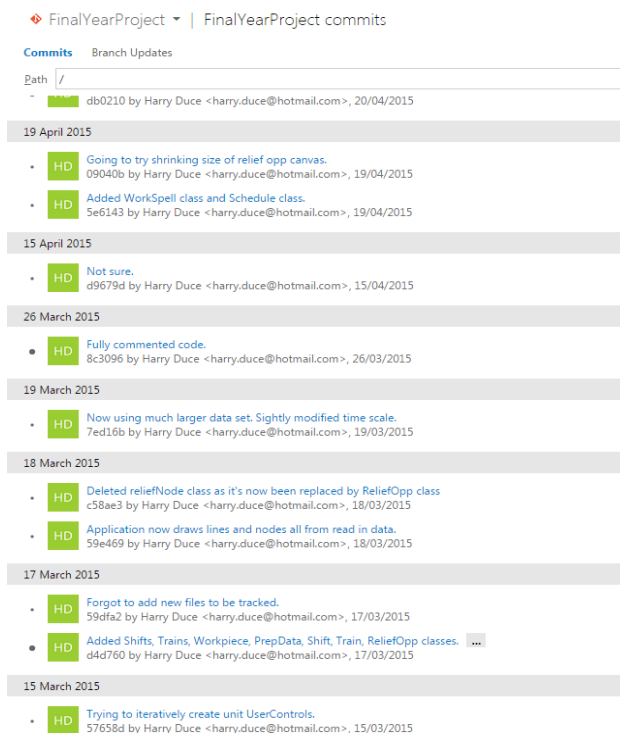 FinalYearProject | FinalYearProject commits
Commits Branch Updates
Path /
db0210 by Harry Duce <harry.duce@hotmail.com>, 20/04/2015
19 April 2015
HD Going to try shrinking size of relief opp canvas.
09040b by Harry Duce <harry.duce@hotmail.com>, 19/04/2015
HD Added WorkSpell class and Schedule class.
5e6143 by Harry Duce <harry.duce@hotmail.com>, 19/04/2015
15 April 2015
HD Not sure.
d9679d by Harry Duce <harry.duce@hotmail.com>, 15/04/2015
26 March 2015
HD Fully commented code.
8c3096 by Harry Duce <harry.duce@hotmail.com>, 26/03/2015
19 March 2015
HD Now using much larger data set. Sightly modified time scale.
7ed16b by Harry Duce <harry.duce@hotmail.com>, 19/03/2015
18 March 2015
HD Deleted reliefNode class as it's now been replaced by ReliefOpp class
c58ae3 by Harry Duce <harry.duce@hotmail.com>, 18/03/2015
HD Application now draws lines and nodes all from read in data.
59e469 by Harry Duce <harry.duce@hotmail.com>, 18/03/2015
17 March 2015
HD Forgot to add new files to be tracked.
59dfa2 by Harry Duce <harry.duce@hotmail.com>, 17/03/2015
HD Added Shifts, Trains, Workpiece, PrepData, Shift, Train, ReliefOpp classes. ...
d4d760 by Harry Duce <harry.duce@hotmail.com>, 17/03/2015
15 March 2015
HD Trying to iteratively create unit UserControls.
57658d by Harry Duce <harry.duce@hotmail.com>, 15/03/2015